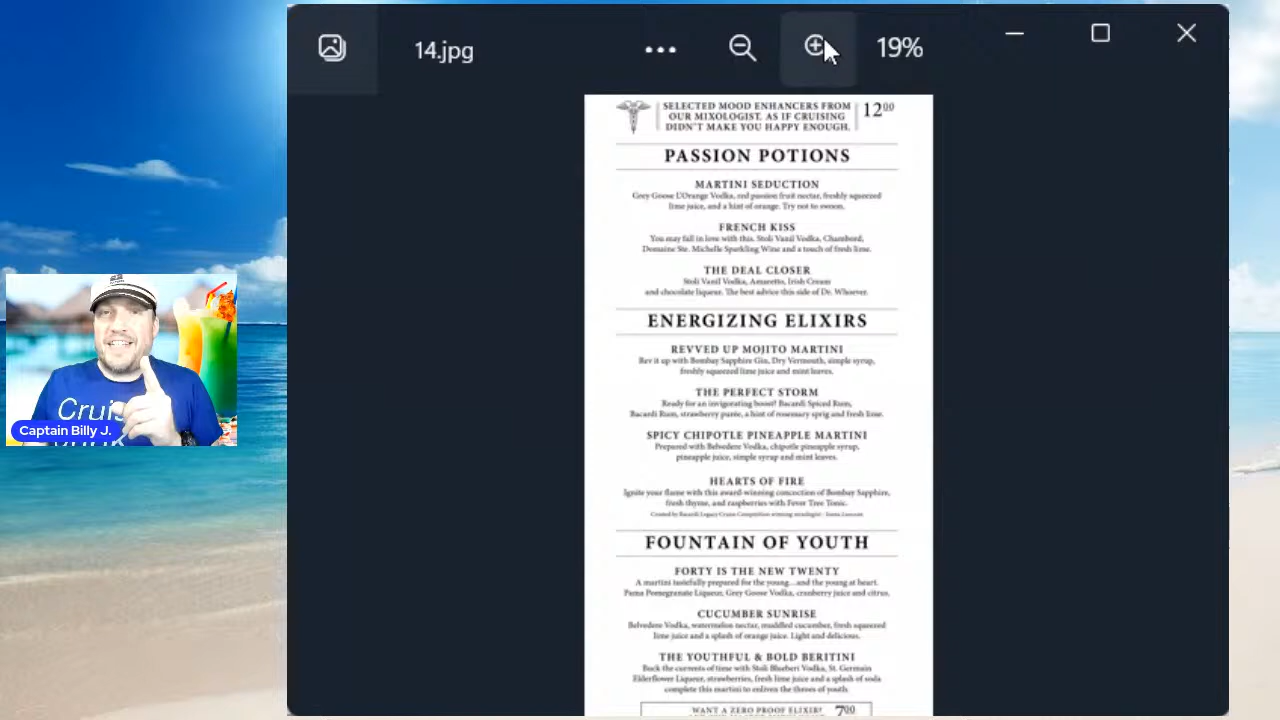 14.jpg
19%
SELECTED MOOD ENHANCERS FROM
OUR MIXOLOGIST. AS IF CRUISING
DIDN'T MAKE YOU HAPPY ENOUGH.
12 00
PASSION POTIONS
MARTINI SEDUCTION
Grey Goose L'Orange Vodka, red passion fruit nectar, freshly squeezed
lime juice, and a hint of orange. Try not to swoon.
FRENCH KISS
You may fall in love with this. Stoli Vanil Vodka, Chambord,
Domaine Ste. Michelle Sparkling Wine and a touch of fresh lime.
THE DEAL CLOSER
Stoli Vanil Vodka, Amaretto, Irish Cream
and chocolate liqueur. The best advice this side of Dr. Whoever.
ENERGIZING ELIXIRS
REVVED UP MOJITO MARTINI
Rev it up with Bombay Sapphire Gin, Dry Vermouth, simple syrup,
freshly squeezed lime juice and mint leaves.
THE PERFECT STORM
Ready for an invigorating boost? Bacardi Spiced Rum,
Bacardi Rum, strawberry purée, a hint of rosemary sprig and fresh lime.
SPICY CHIPOTLE PINEAPPLE MARTINI
Prepared with Belvedere Vodka, chipotle pineapple syrup,
pineapple juice, simple syrup and mint leaves.
HEARTS OF FIRE
Ignite your flame with this award-winning concoction of Bombay Sapphire,
fresh thyme, and raspberries with Fever Tree Tonic.
Created by Bacardi Legacy Cruise Competition winning mixologist -
FOUNTAIN OF YOUTH
FORTY IS THE NEW TWENTY
A martini tastefully prepared for the young...and the young at heart.
Pama Pomegranate Liqueur, Grey Goose Vodka, cranberry juice and citrus.
CUCUMBER SUNRISE
Belvedere Vodka, watermelon nectar, muddled cucumber, fresh squeezed
lime juice and a splash of orange juice. Light and delicious.
THE YOUTHFUL & BOLD BERITINI
Buck the currents of time with Stoli Blueberi Vodka, St. Germain
Elderflower Liqueur, strawberries, fresh lime juice and a splash of soda
complete this martini to enliven the throes of youth.
WANT A ZERO PROOF ELIXIR?
7 00
Captain Billy J.